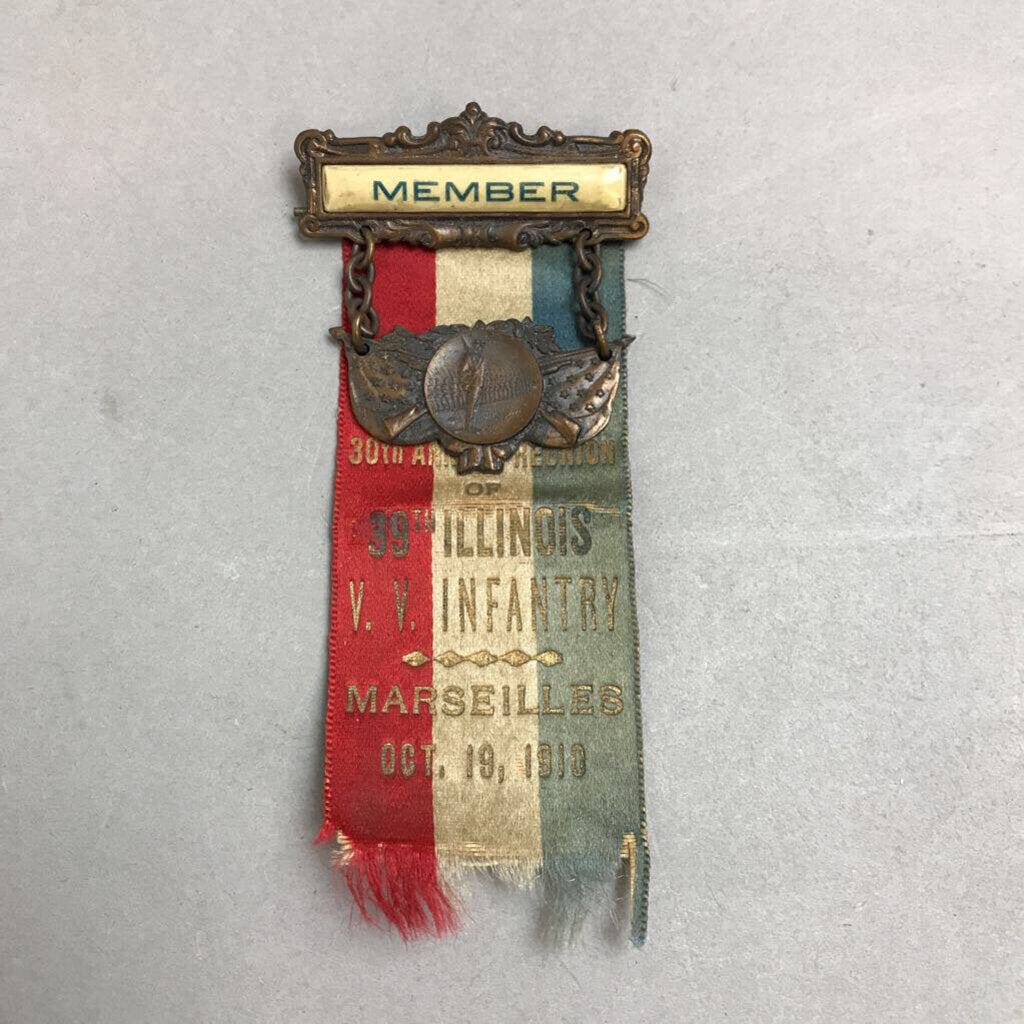 MEMBER
30TH REUNION
OF
39TH ILLINOIS
V. V. INFANTRY
MARSEILLES
OCT. 19, 1910